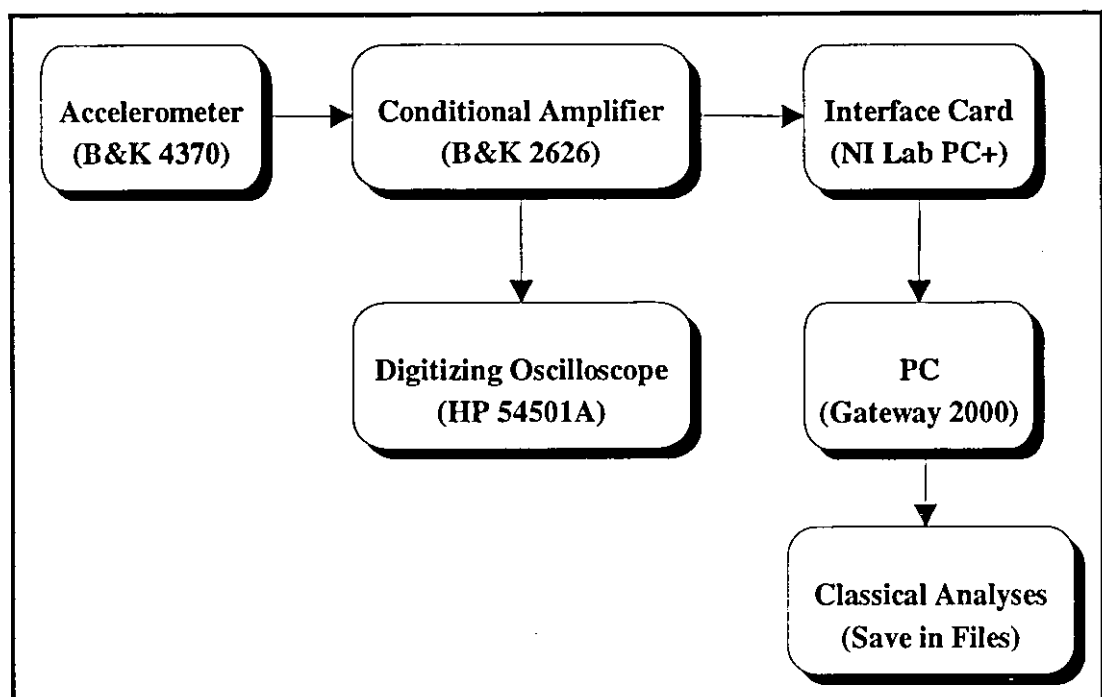 Accelerometer
(B&K 4370)
Conditional Amplifier
(B&K 2626)
Interface Card
(NI Lab PC+)
Digitizing Oscilloscope
(HP 54501A)
PC
(Gateway 2000)
Classical Analyses
(Save in Files)